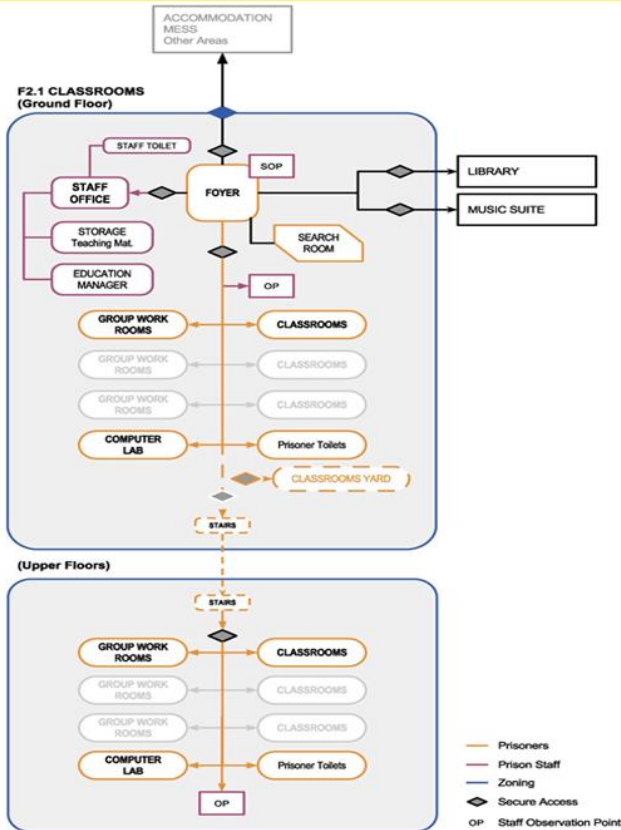 ACCOMMODATION
MESS
Other Areas
F2.1 CLASSROOMS
(Ground Floor)
STAFF TOILET
STAFF
OFFICE
FOYER
SOP
LIBRARY
MUSIC SUITE
STORAGE
Teaching Mat.
SEARCH
ROOM
EDUCATION
MANAGER
OP
GROUP WORK
ROOMS
CLASSROOMS
GROUP WORK
ROOMS
CLASSROOMS
GROUP WORK
ROOMS
CLASSROOMS
COMPUTER
LAB
Prisoner Toilets
CLASSROOMS YARD
STAIRS
(Upper Floors)
STAIRS
GROUP WORK
ROOMS
CLASSROOMS
GROUP WORK
ROOMS
CLASSROOMS
GROUP WORK
ROOMS
CLASSROOMS
COMPUTER
LAB
Prisoner Toilets
OP
Prisoners
Prison Staff
Zoning
Secure Access
OP Staff Observation Point